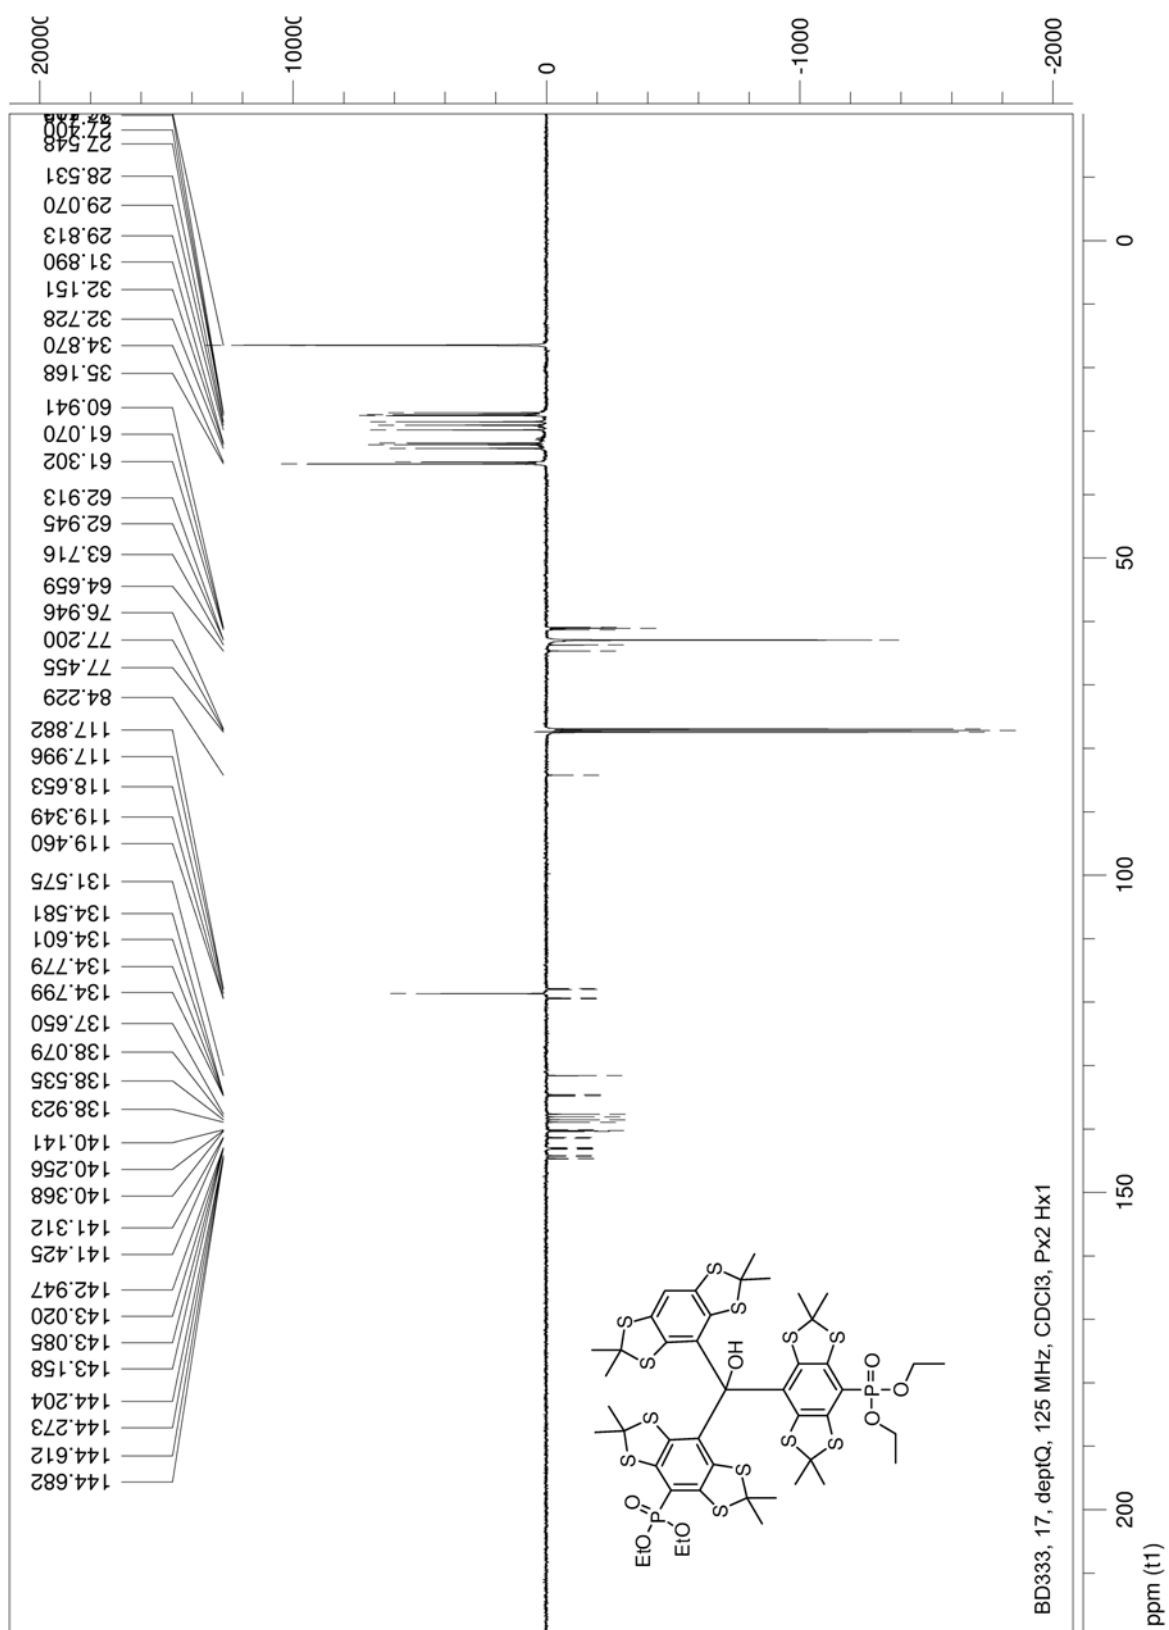 20000
10000
0
-1000
-2000
144.682
144.612
144.273
144.204
143.158
143.085
143.020
142.947
141.425
141.312
140.368
140.256
140.141
138.923
138.535
138.079
137.650
134.799
134.779
134.601
134.581
131.575
119.460
119.349
118.653
117.996
117.882
84.229
77.455
77.200
76.946
64.659
63.716
62.945
62.913
61.302
61.070
60.941
35.168
34.870
32.728
32.151
31.890
29.813
29.070
28.531
27.548
27.400
EtO
EtO
P
O
S
S
S
S
S
S
S
S
OH
S
S
S
S
P=O
O
O
BD333, 17, deptQ, 125 MHz, CDCl3, Px2 Hx1
200
150
100
50
0
ppm (t1)